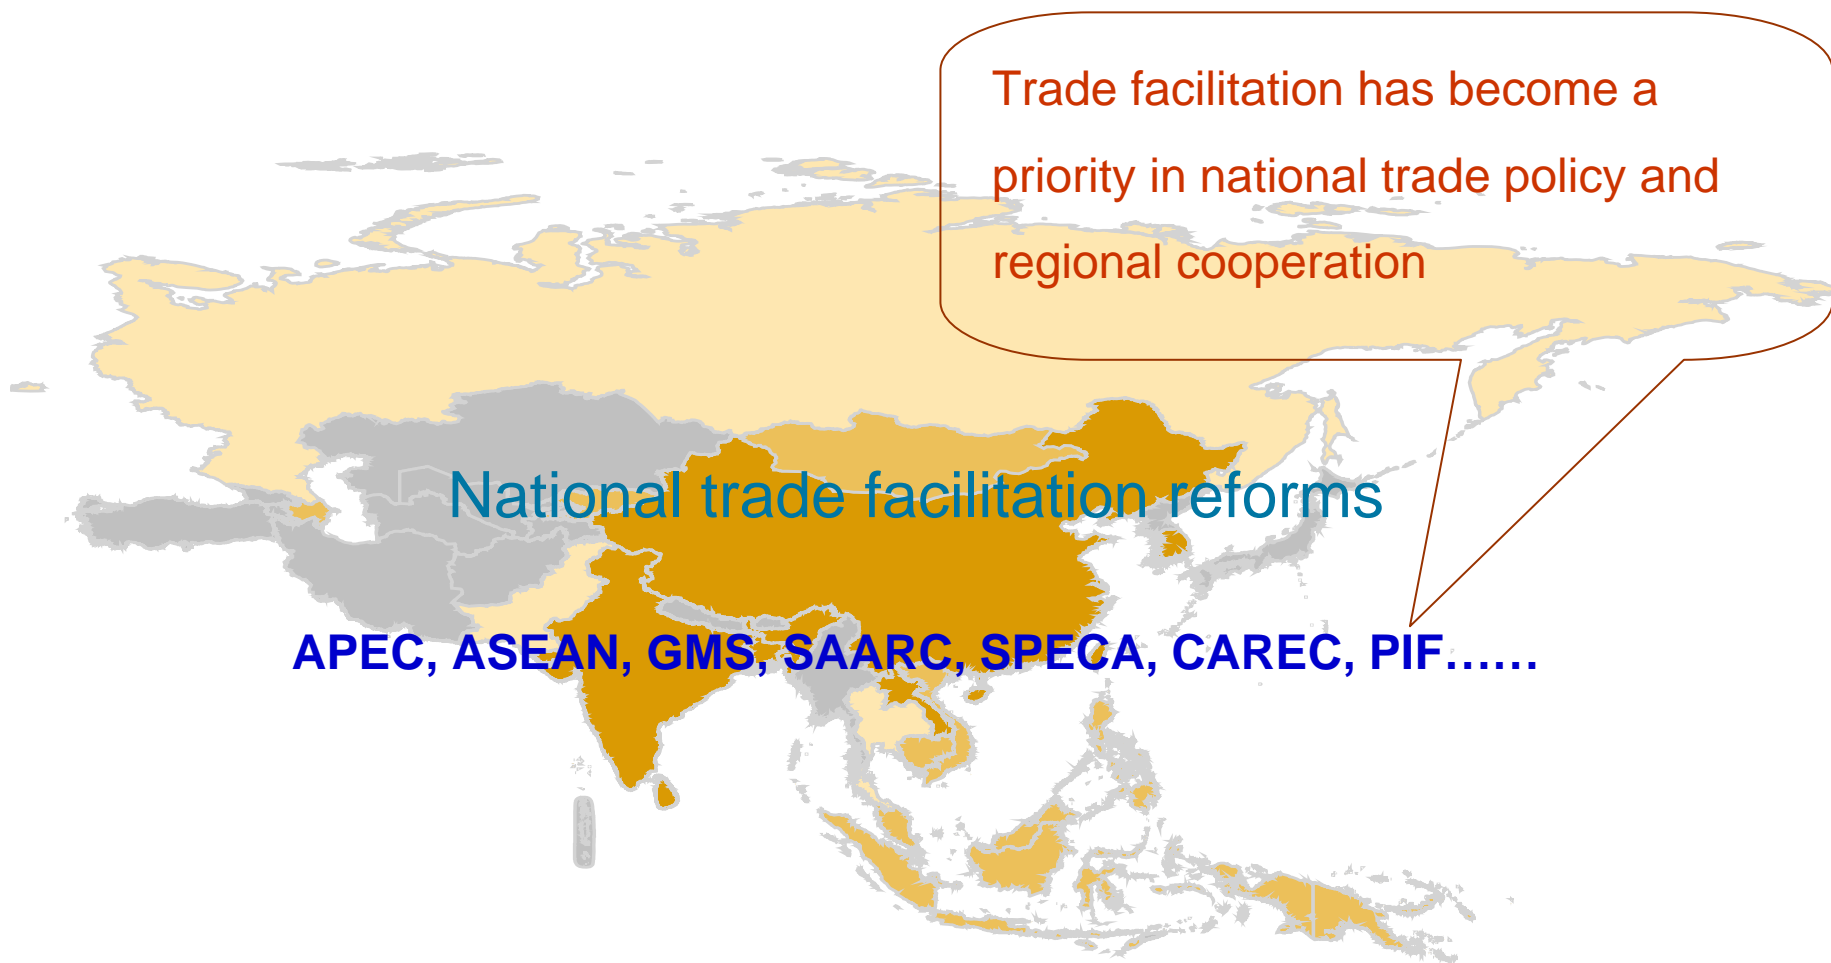 Trade facilitation has become a
priority in national trade policy and
regional cooperation
National trade facilitation reforms
APEC, ASEAN, GMS, SAARC, SPECA, CAREC, PIF……